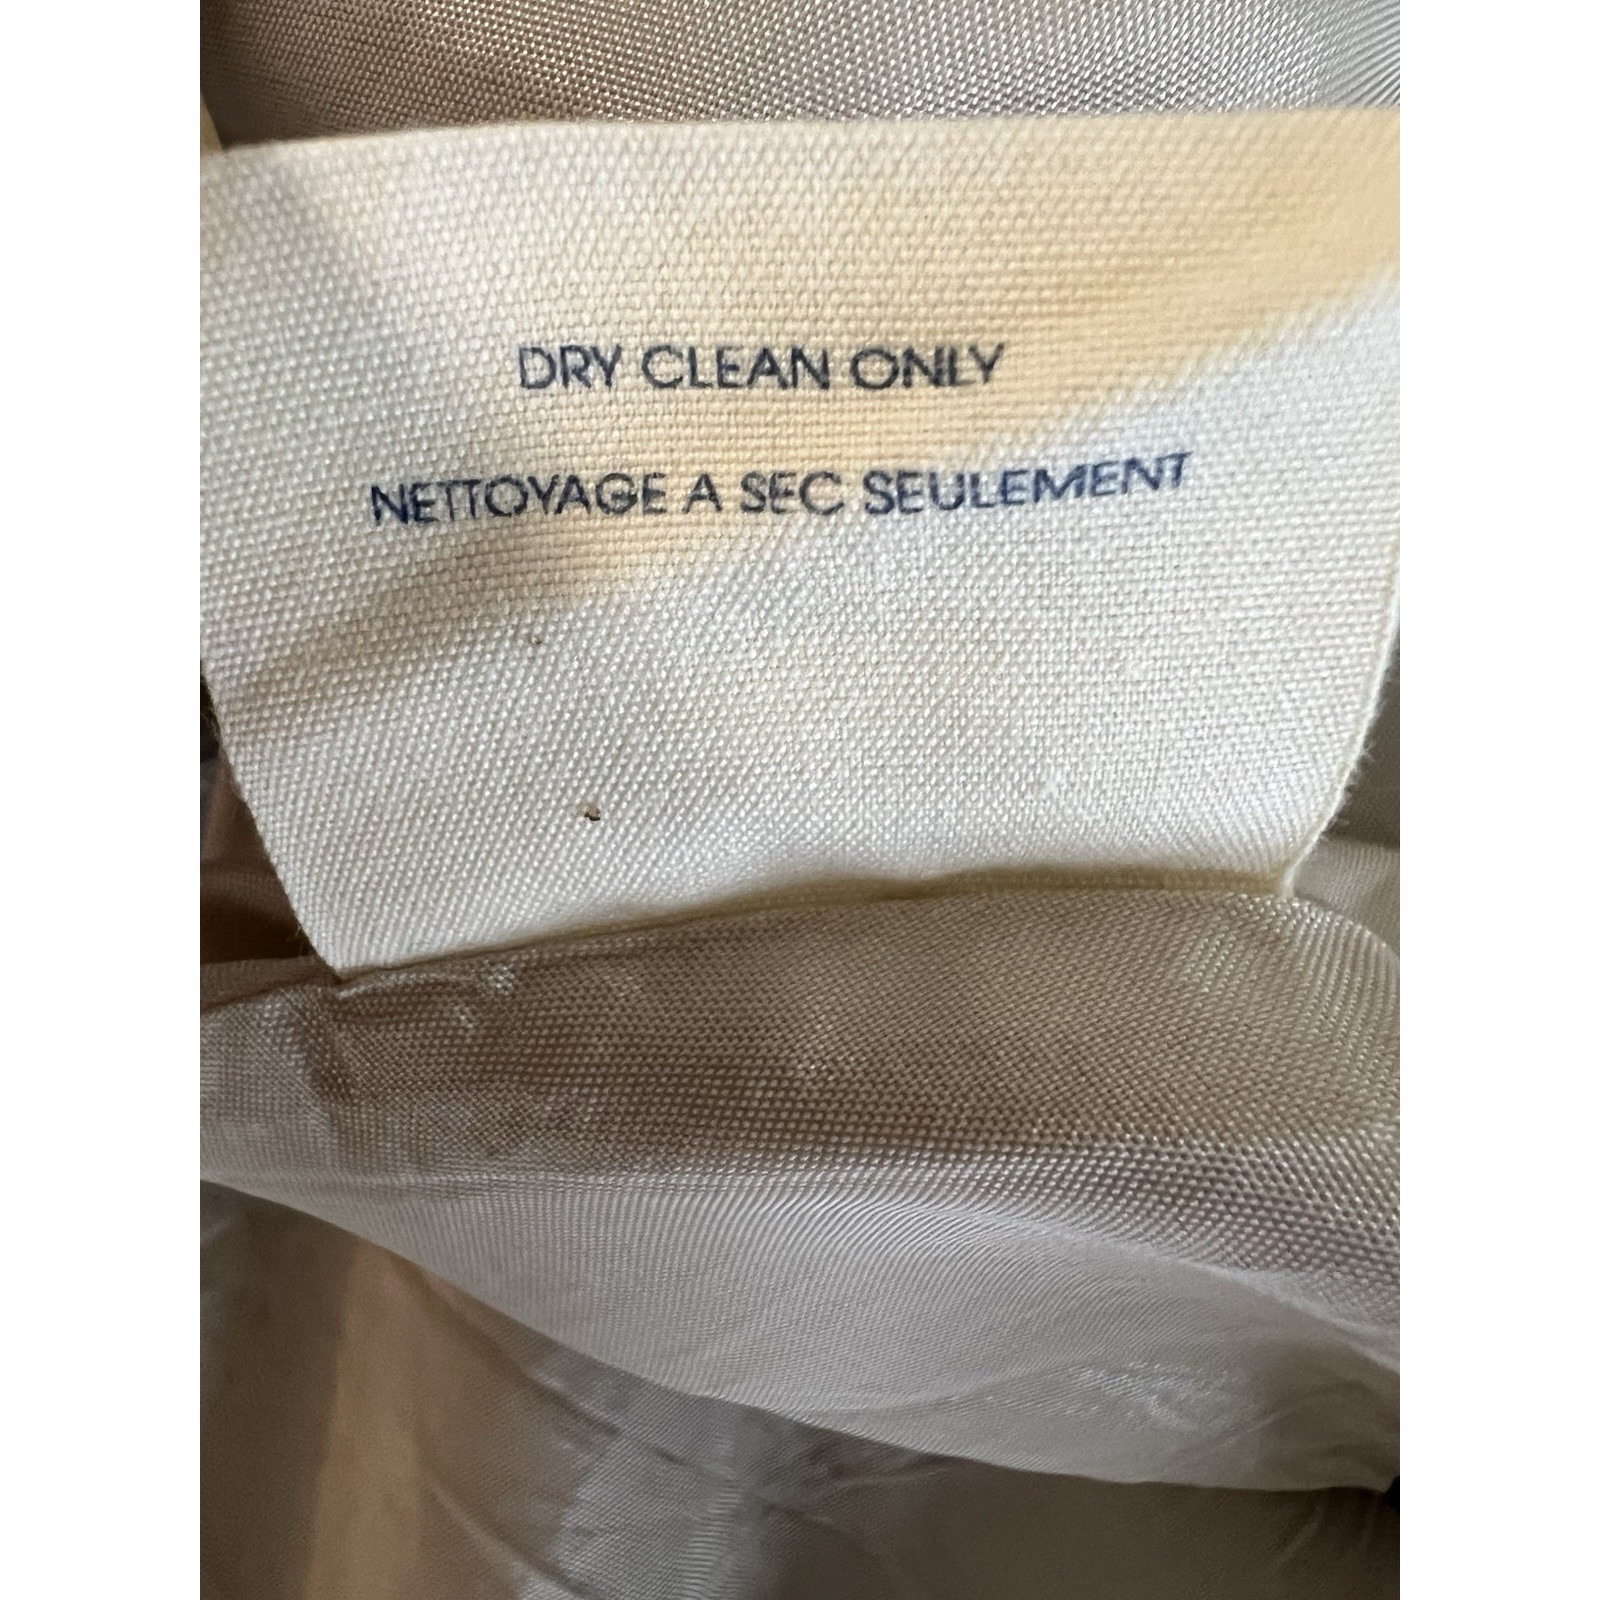 DRY CLEAN ONLY
NETTOYAGE A SEC SEULEMENT